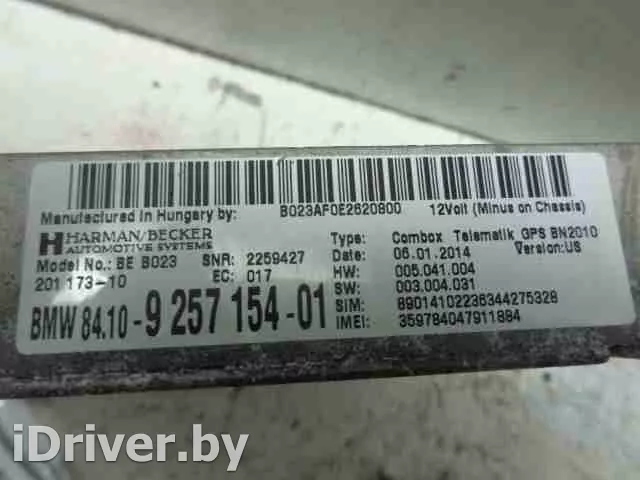 B023AF0E2620800
Manufactured in Hungary by: 12Volt (Minus on Chassis)
HARMAN/BECKER
AUTOMOTIVE SYSTEMS
Type: Combox Telematik GPS BN2010
Model No.: BE B023 SNR: 2259427
Date: 06.01.2014 Version:US
201 173-10 EC: 017
HW: 005.041.004
SW: 003.004.031
BMW 84.10-9 257 154-01
SIM: 89014102236344275328
IMEI: 359784047911884
iDriver.by